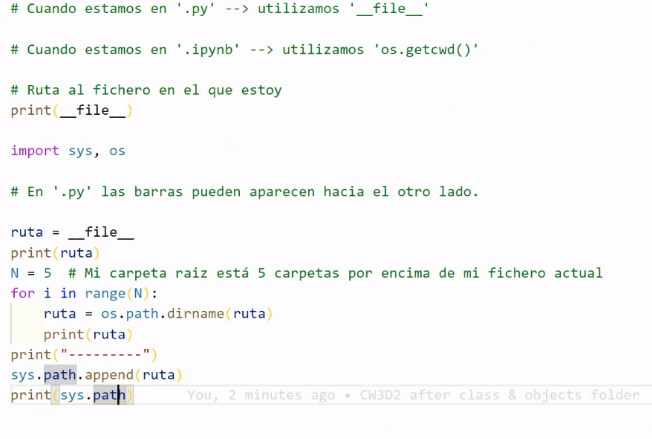 # Cuando estamos en '.py' --> utilizamos '__file__'
# Cuando estamos en '.ipynb' --> utilizamos 'os.getcwd()'
# Ruta al fichero en el que estoy
print(__file__)
import sys, os
# En '.py' las barras pueden aparecen hacia el otro lado.
ruta = __file__
print(ruta)
N = 5  # Mi carpeta raiz está 5 carpetas por encima de mi fichero actual
for i in range(N):
    ruta = os.path.dirname(ruta)
    print(ruta)
print("---------")
sys.path.append(ruta)
print(sys.path) You, 2 minutes ago • CW3D2 after class & objects folder